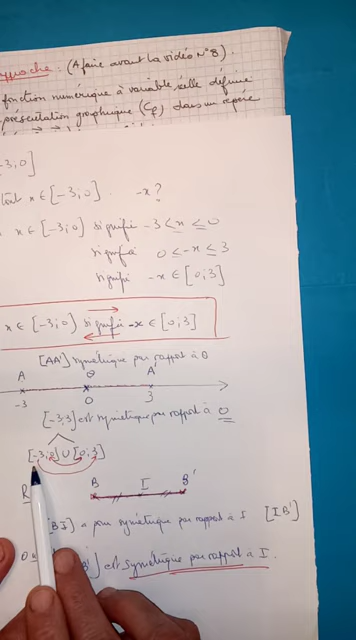 pproche : (A faire avant la vidéo N°8).
fonction numérique à variable réelle définie
présentation graphique (Cf) dans un repère
[-3;0]
tout x ∈ [-3;0] . -x?
x ∈ [-3;0] signifie -3 ≤ x ≤ 0
signifie 0 ≤ -x ≤ 3
signifie -x ∈ [0;3]
x ∈ [-3;0] signifie -x ∈ [0;3]
[AA'] symétrique par rapport à O
A O A'
-3 0 3
[-3;3] est symétrique par rapport à O
[-3;0] ∪ [0;3]
B I B'
[BI] a pour symétrique par rapport à I [IB']
B'] est symétrique par rapport à I.